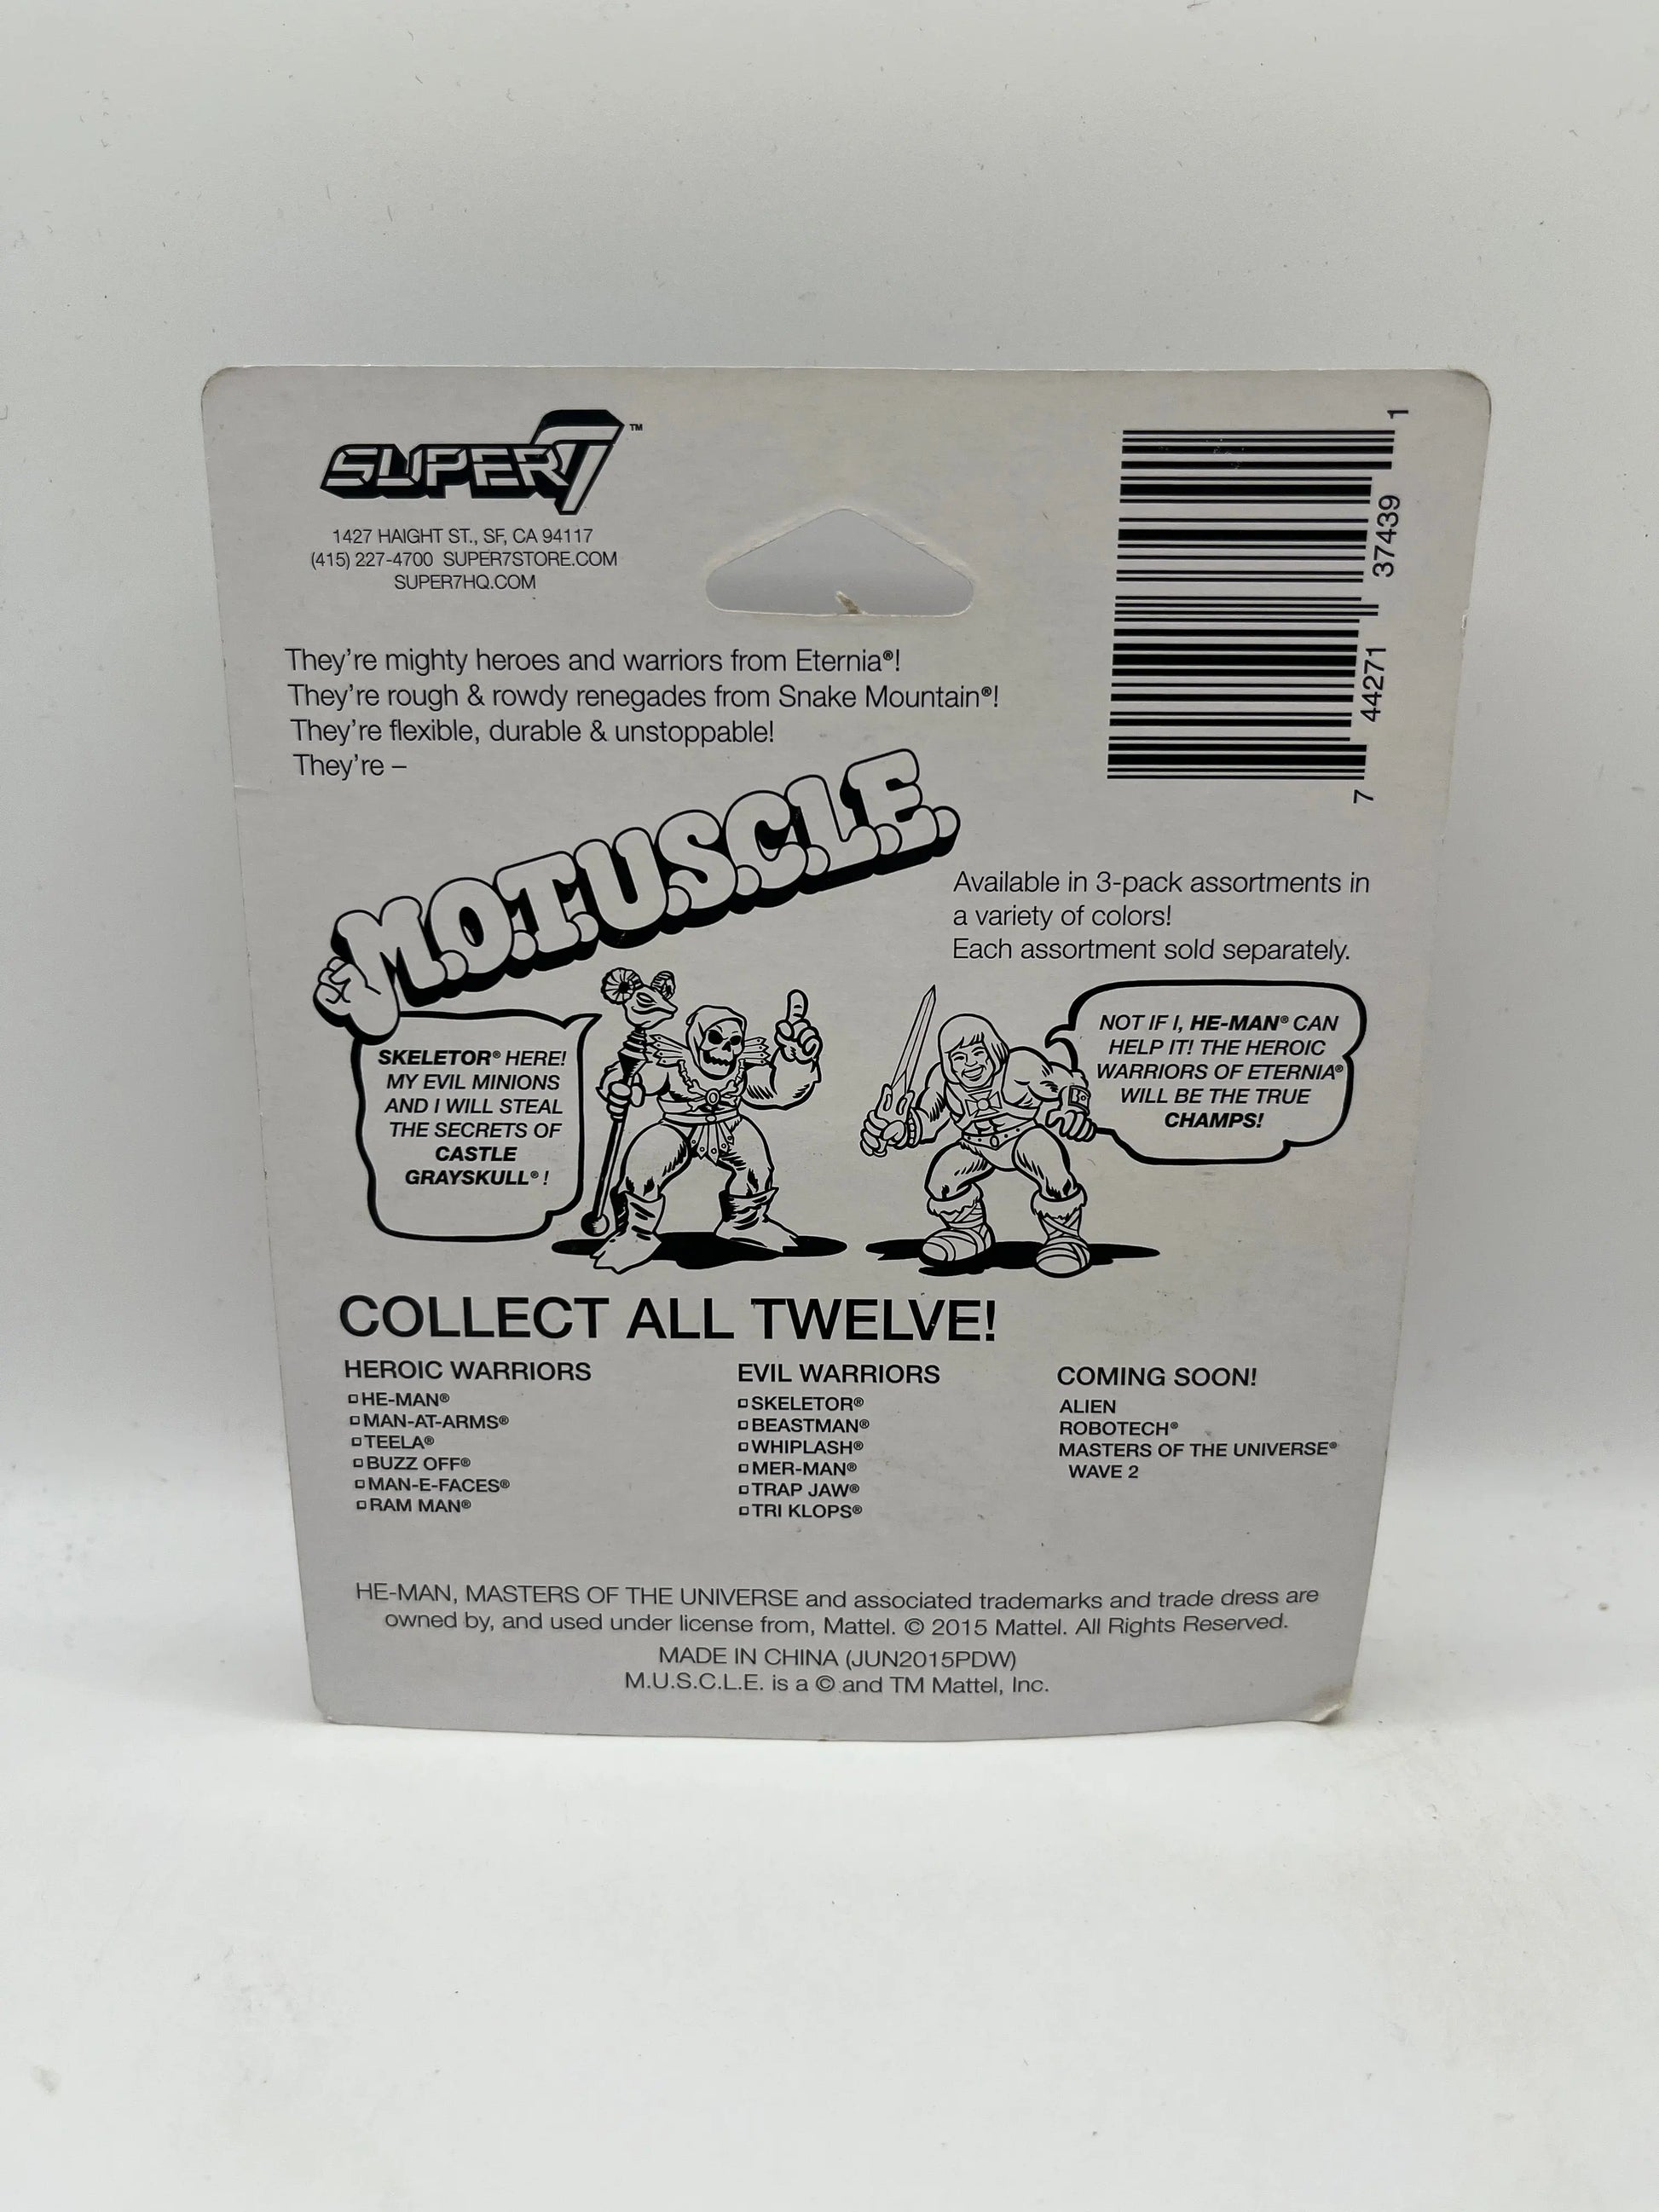 SUPER7™
1427 HAIGHT ST., SF, CA 94117
(415) 227-4700 SUPER7STORE.COM
SUPER7HQ.COM
7 44271 37439 1
They're mighty heroes and warriors from Eternia®!
They're rough & rowdy renegades from Snake Mountain®!
They're flexible, durable & unstoppable!
They're –
M.O.T.U.S.C.L.E.
Available in 3-pack assortments in
a variety of colors!
Each assortment sold separately.
SKELETOR® HERE!
MY EVIL MINIONS
AND I WILL STEAL
THE SECRETS OF
CASTLE
GRAYSKULL® !
NOT IF I, HE-MAN® CAN
HELP IT! THE HEROIC
WARRIORS OF ETERNIA®
WILL BE THE TRUE
CHAMPS!
COLLECT ALL TWELVE!
HEROIC WARRIORS
HE-MAN®
MAN-AT-ARMS®
TEELA®
BUZZ OFF®
MAN-E-FACES®
RAM MAN®
EVIL WARRIORS
SKELETOR®
BEASTMAN®
WHIPLASH®
MER-MAN®
TRAP JAW®
TRI KLOPS®
COMING SOON!
ALIEN
ROBOTECH®
MASTERS OF THE UNIVERSE®
WAVE 2
HE-MAN, MASTERS OF THE UNIVERSE and associated trademarks and trade dress are
owned by, and used under license from, Mattel. © 2015 Mattel. All Rights Reserved.
MADE IN CHINA (JUN2015PDW)
M.U.S.C.L.E. is a © and TM Mattel, Inc.